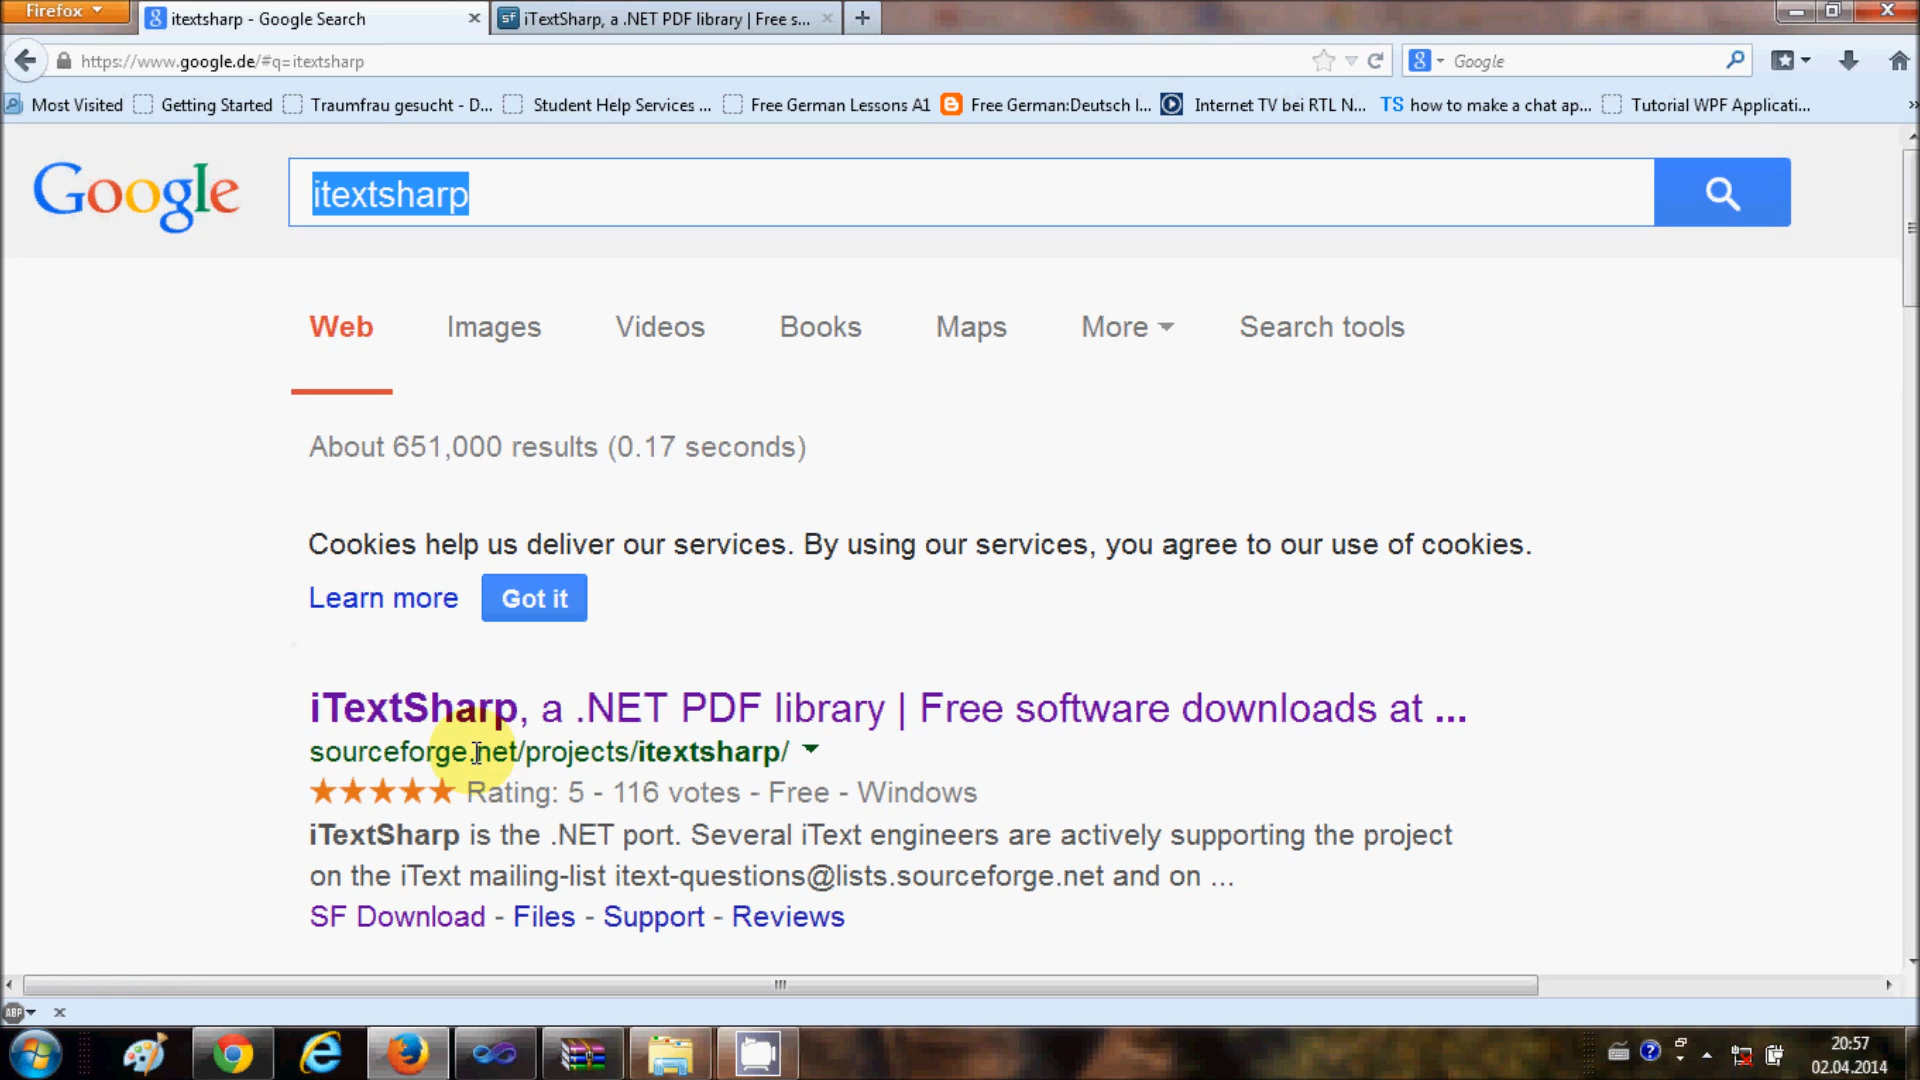 Firefox
itextsharp - Google Search
iTextSharp, a .NET PDF library | Free s...
https://www.google.de/#q=itextsharp
Google
Most Visited Getting Started Traumfrau gesucht - D... Student Help Services ... Free German Lessons A1 Free German:Deutsch l... Internet TV bei RTL N... TS how to make a chat ap... Tutorial WPF Applicati...
Google itextsharp
Web Images Videos Books Maps More Search tools
About 651,000 results (0.17 seconds)
Cookies help us deliver our services. By using our services, you agree to our use of cookies.
Learn more Got it
iTextSharp, a .NET PDF library | Free software downloads at ...
sourceforge.net/projects/itextsharp/
Rating: 5 - 116 votes - Free - Windows
iTextSharp is the .NET port. Several iText engineers are actively supporting the project
on the iText mailing-list itext-questions@lists.sourceforge.net and on ...
SF Download - Files - Support - Reviews
ABP
20:57
02.04.2014